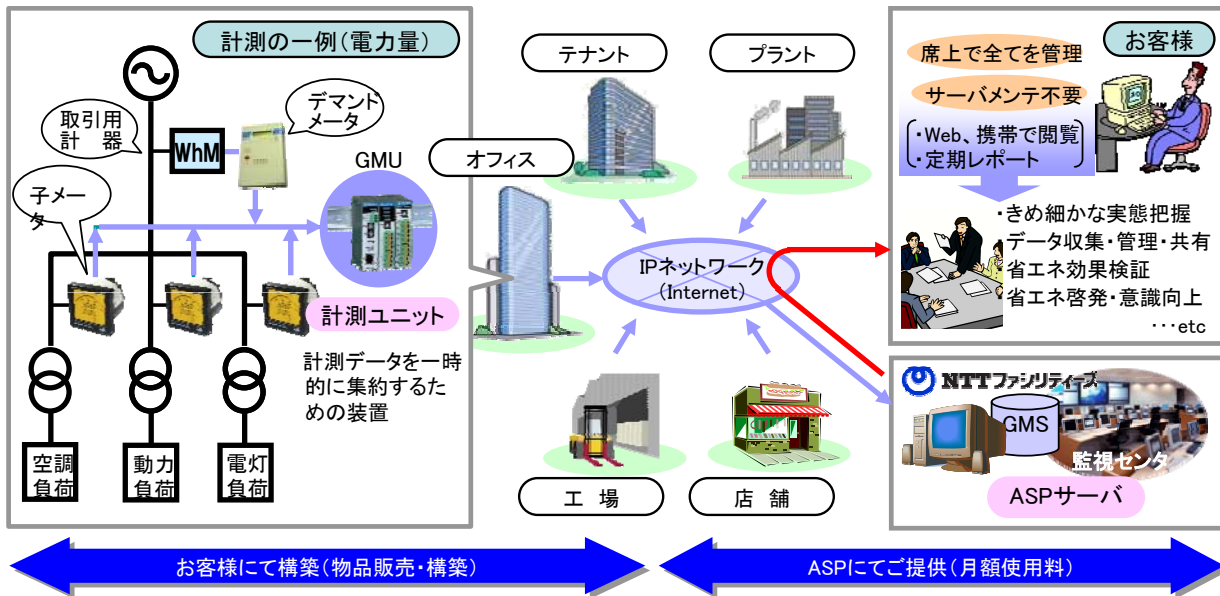 計測の一例(電力量)
取引用
計 器
WhM
デマンド
メータ
GMU
子メー
タ
計測ユニット
計測データを一時
的に集約するた
めの装置
空調
負荷
動力
負荷
電灯
負荷
テナント
プラント
オフィス
IPネットワーク
(Internet)
工 場
店 舗
お客様
席上で全てを管理
サーバメンテ不要
・Web、携帯で閲覧
・定期レポート
・きめ細かな実態把握
データ収集・管理・共有
省エネ効果検証
省エネ啓発・意識向上
・・・etc
NTTファシリティーズ
GMS
監視センタ
ASPサーバ
お客様にて構築(物品販売・構築)
ASPにてご提供(月額使用料)